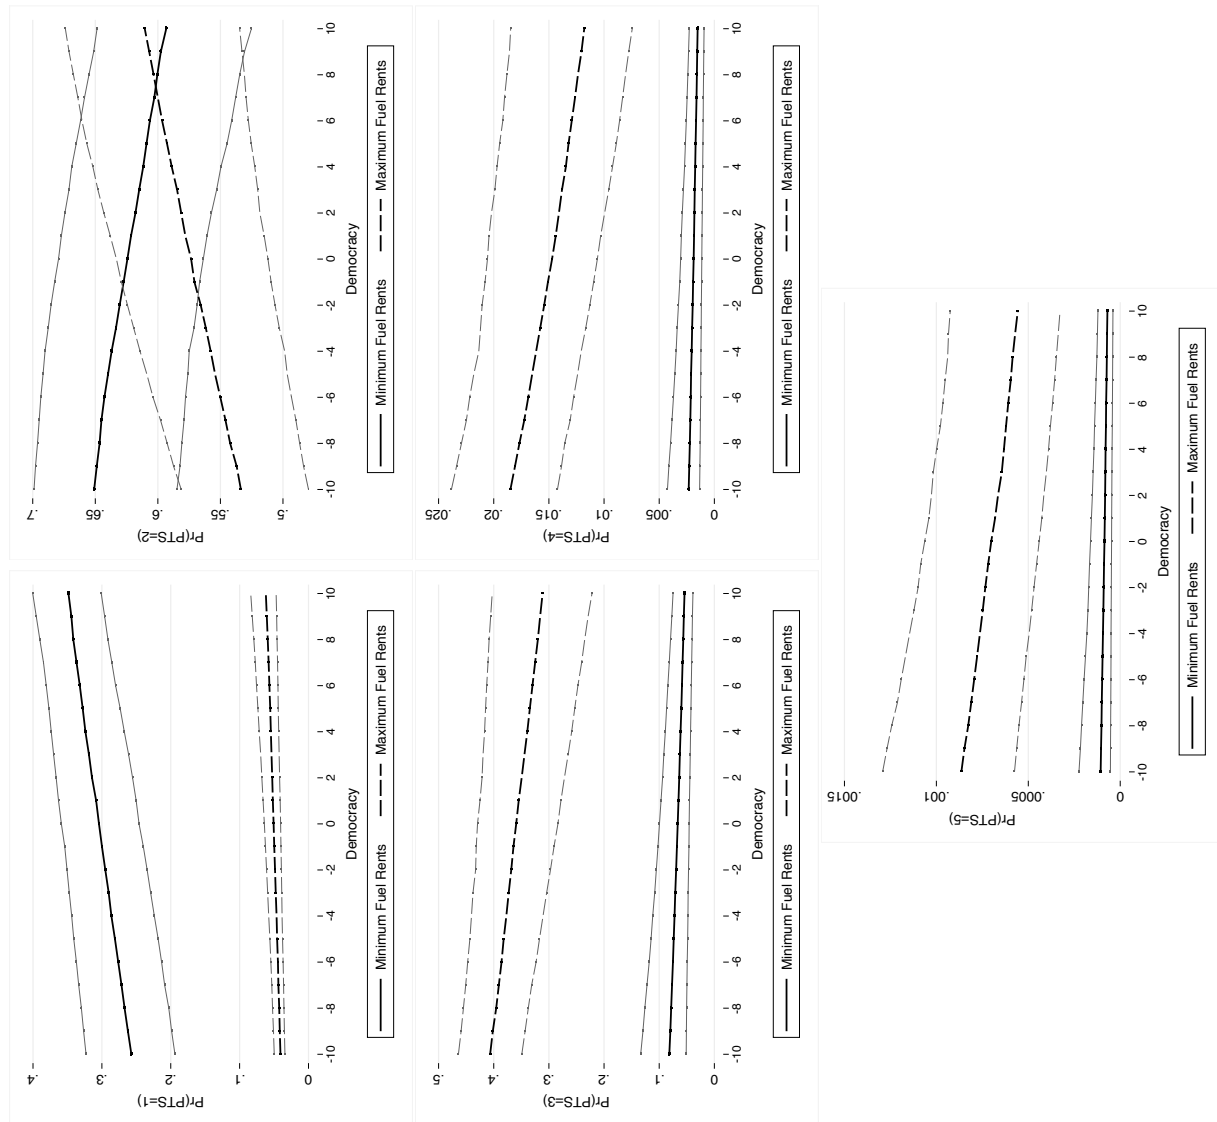 Pr(PTS=1)
.4
.3
.2
.1
0
-10 -8 -6 -4 -2 0 2 4 6 8 10
Democracy
Minimum Fuel Rents Maximum Fuel Rents
Pr(PTS=2)
.7
.65
.6
.55
.5
-10 -8 -6 -4 -2 0 2 4 6 8 10
Democracy
Minimum Fuel Rents Maximum Fuel Rents
Pr(PTS=3)
.5
.4
.3
.2
.1
0
-10 -8 -6 -4 -2 0 2 4 6 8 10
Democracy
Minimum Fuel Rents Maximum Fuel Rents
Pr(PTS=4)
.025
.02
.015
.01
.005
0
-10 -8 -6 -4 -2 0 2 4 6 8 10
Democracy
Minimum Fuel Rents Maximum Fuel Rents
Pr(PTS=5)
.0015
.001
.0005
0
-10 -8 -6 -4 -2 0 2 4 6 8 10
Democracy
Minimum Fuel Rents Maximum Fuel Rents